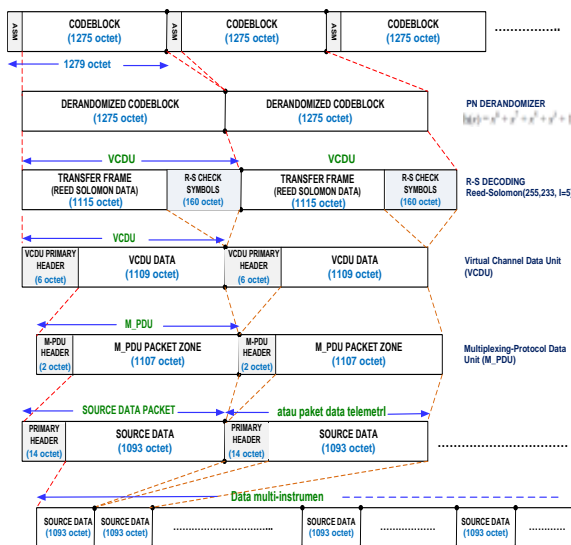 ASM
CODEBLOCK
(1275 octet)
ASM
CODEBLOCK
(1275 octet)
ASM
CODEBLOCK
(1275 octet)
1279 octet
DERANDOMIZED CODEBLOCK
(1275 octet)
DERANDOMIZED CODEBLOCK
(1275 octet)
PN DERANDOMIZER
VCDU
VCDU
TRANSFER FRAME
(REED SOLOMON DATA)
(1115 octet)
R-S CHECK
SYMBOLS
(160 octet)
TRANSFER FRAME
(REED SOLOMON DATA)
(1115 octet)
R-S CHECK
SYMBOLS
(160 octet)
R-S DECODING
Reed-Solomon(255,233, I=5)
VCDU
VCDU PRIMARY
HEADER
(6 octet)
VCDU DATA
(1109 octet)
VCDU PRIMARY
HEADER
(6 octet)
VCDU DATA
(1109 octet)
Virtual Channel Data Unit
(VCDU)
M_PDU
M-PDU
HEADER
(2 octet)
M_PDU PACKET ZONE
(1107 octet)
M-PDU
HEADER
(2 octet)
M_PDU PACKET ZONE
(1107 octet)
Multiplexing-Protocol Data
Unit (M_PDU)
SOURCE DATA PACKET
atau paket data telemetrI
PRIMARY
HEADER
(14 octet)
SOURCE DATA
(1093 octet)
PRIMARY
HEADER
(14 octet)
SOURCE DATA
(1093 octet)
Data multi-instrumen
SOURCE DATA
(1093 octet)
SOURCE DATA
(1093 octet)
SOURCE DATA
(1093 octet)
SOURCE DATA
(1093 octet)